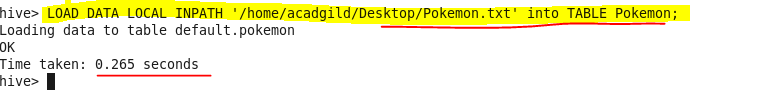 hive> LOAD DATA LOCAL INPATH '/home/acadgild/Desktop/Pokemon.txt' into TABLE Pokemon;
Loading data to table default.pokemon
OK
Time taken: 0.265 seconds
hive>